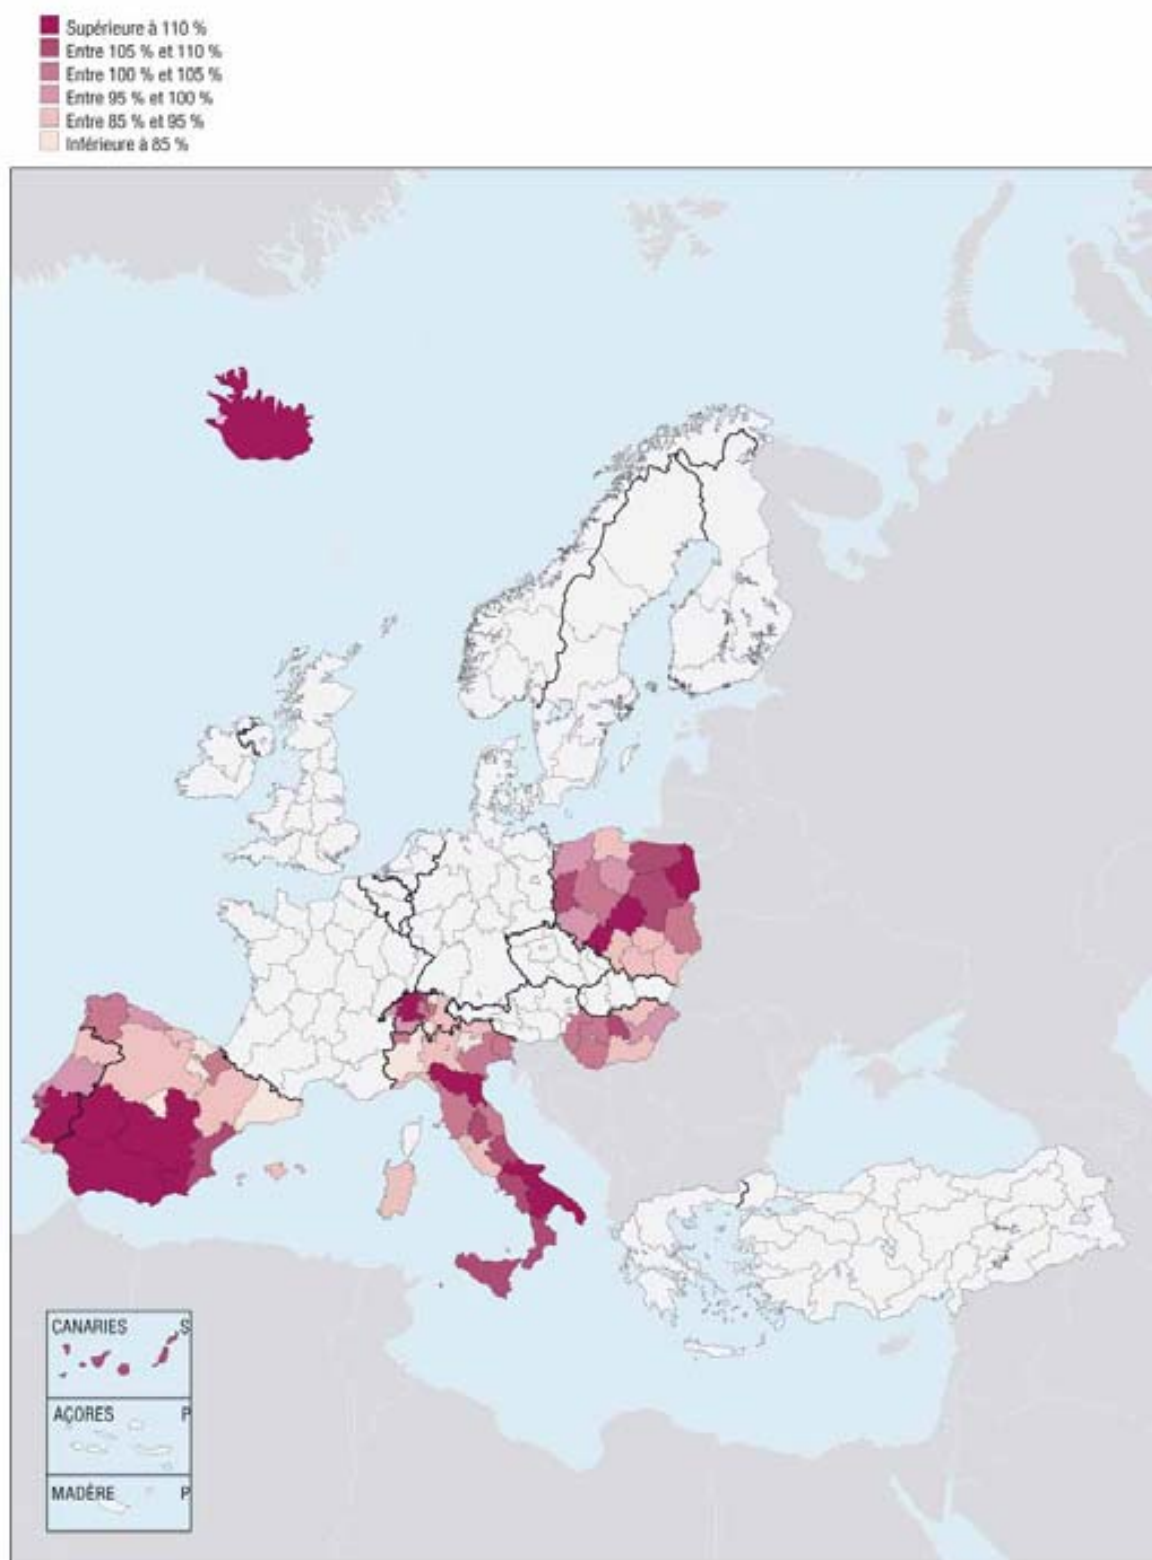 Supérieure à 110 %
Entre 105 % et 110 %
Entre 100 % et 105 %
Entre 95 % et 100 %
Entre 85 % et 95 %
Inférieure à 85 %
CANARIES S
AÇORES P
MADÈRE P